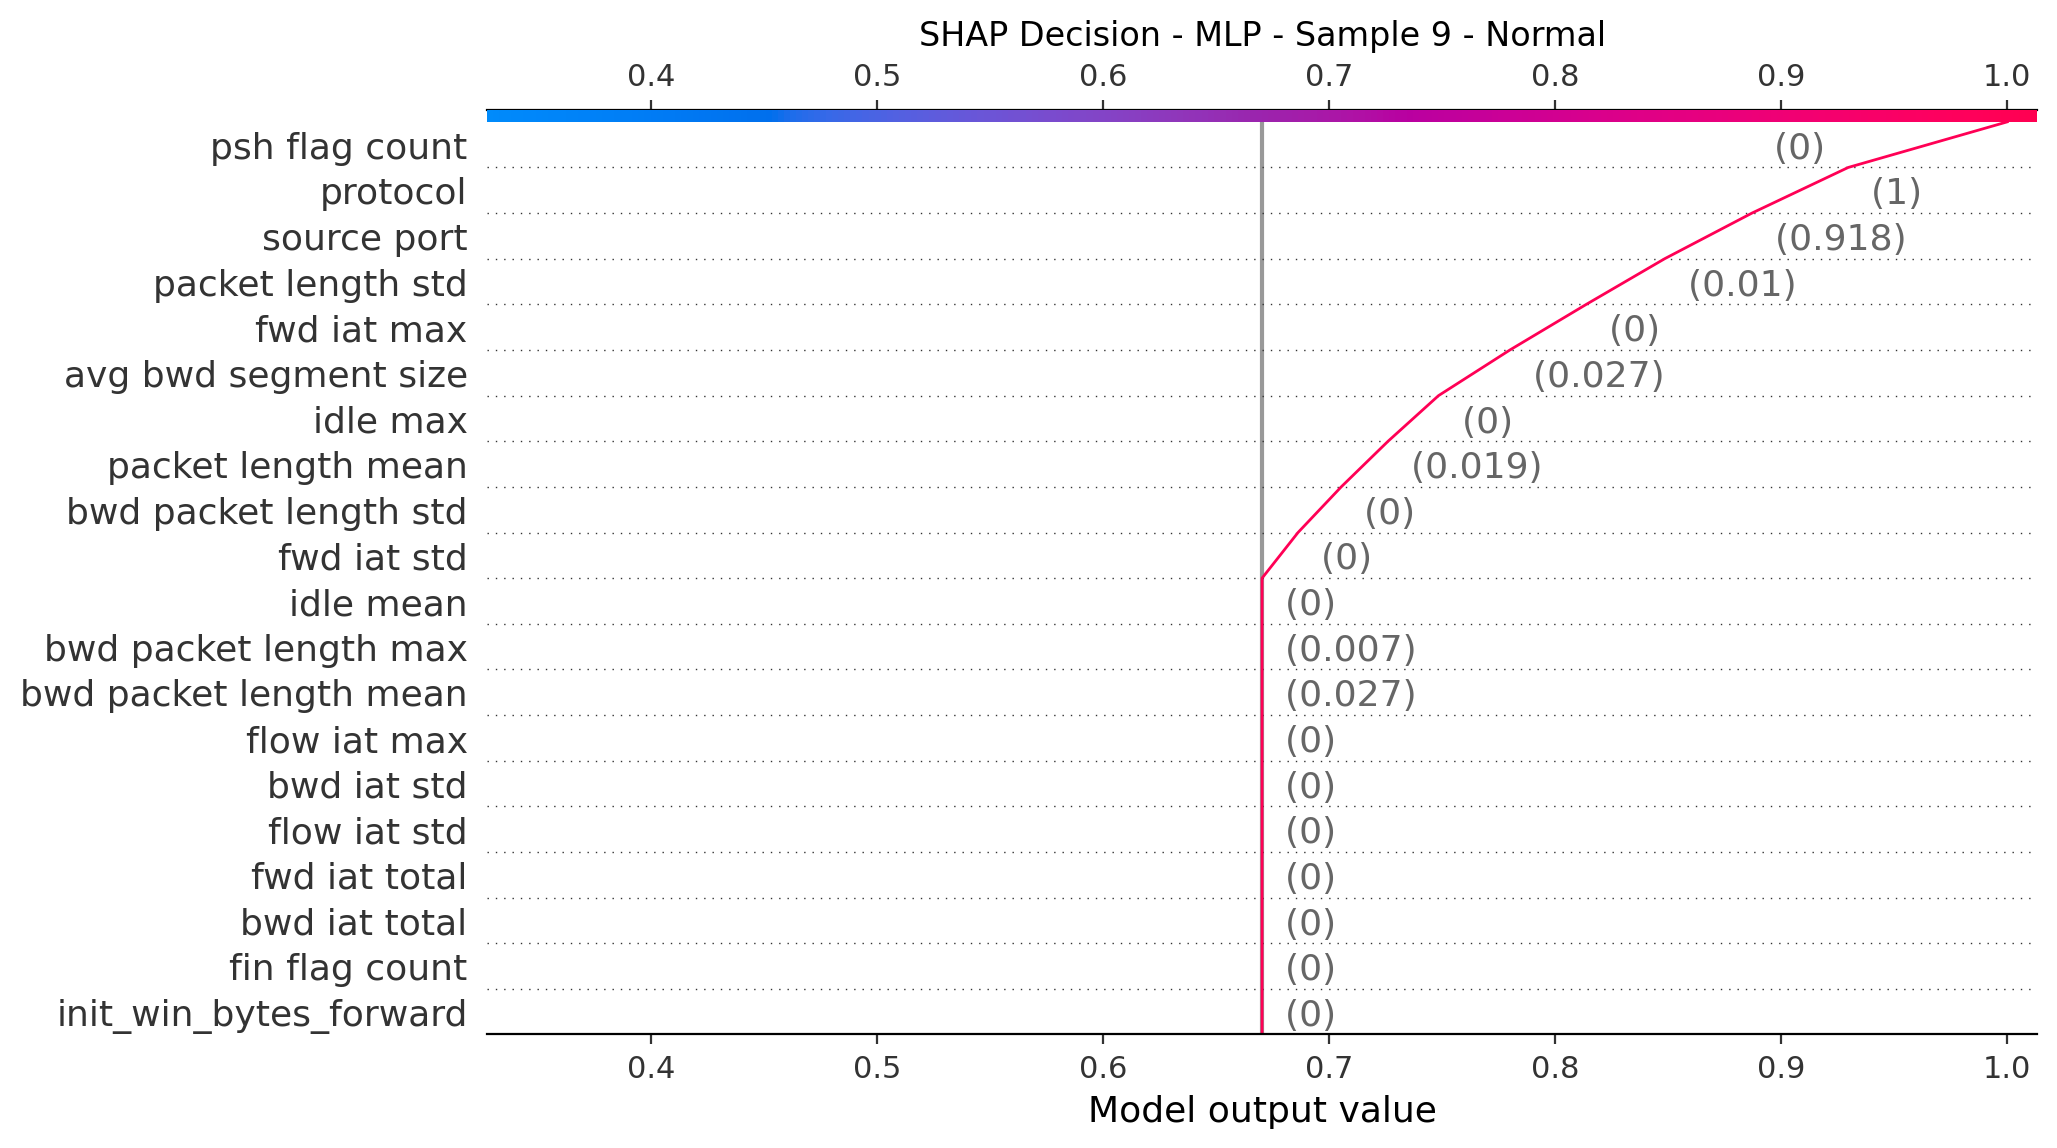 SHAP Decision - MLP - Sample 9 - Normal
0.4 0.5 0.6 0.7 0.8 0.9 1.0
psh flag count (0)
protocol (1)
source port (0.918)
packet length std (0.01)
fwd iat max (0)
avg bwd segment size (0.027)
idle max (0)
packet length mean (0.019)
bwd packet length std (0)
fwd iat std (0)
idle mean (0)
bwd packet length max (0.007)
bwd packet length mean (0.027)
flow iat max (0)
bwd iat std (0)
flow iat std (0)
fwd iat total (0)
bwd iat total (0)
fin flag count (0)
init_win_bytes_forward (0)
0.4 0.5 0.6 0.7 0.8 0.9 1.0
Model output value